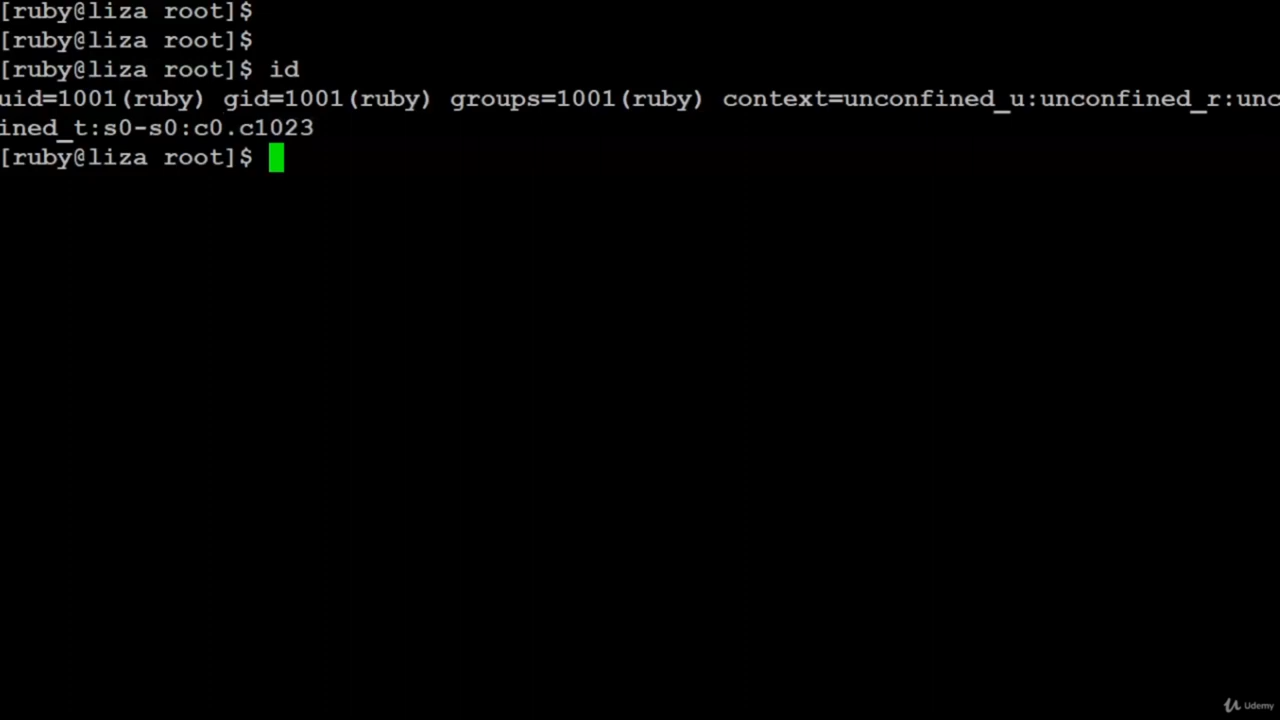 [ruby@liza root]$
[ruby@liza root]$
[ruby@liza root]$ id
uid=1001(ruby) gid=1001(ruby) groups=1001(ruby) context=unconfined_u:unconfined_r:unc
ined_t:s0-s0:c0.c1023
[ruby@liza root]$
Udemy